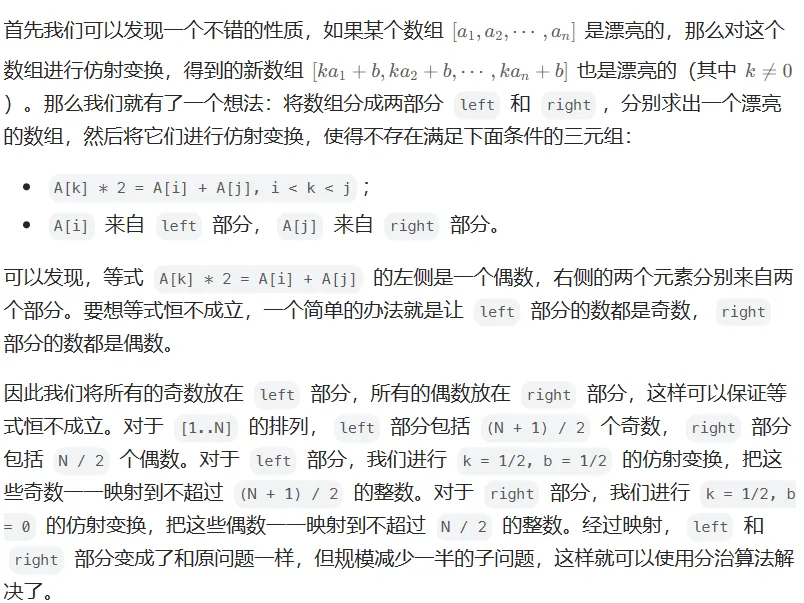 首先我们可以发现一个不错的性质，如果某个数组 [a₁, a₂, ⋯ , aₙ] 是漂亮的，那么对这个
数组进行仿射变换，得到的新数组 [ka₁ + b, ka₂ + b, ⋯ , kaₙ + b] 也是漂亮的（其中 k ≠ 0
）。那么我们就有了一个想法：将数组分成两部分 left 和 right ，分别求出一个漂亮
的数组，然后将它们进行仿射变换，使得不存在满足下面条件的三元组：
• A[k] * 2 = A[i] + A[j], i < k < j ；
• A[i] 来自 left 部分， A[j] 来自 right 部分。
可以发现，等式 A[k] * 2 = A[i] + A[j] 的左侧是一个偶数，右侧的两个元素分别来自两
个部分。要想等式恒不成立，一个简单的办法就是让 left 部分的数都是奇数， right
部分的数都是偶数。
因此我们将所有的奇数放在 left 部分，所有的偶数放在 right 部分，这样可以保证等
式恒不成立。对于 [1..N] 的排列， left 部分包括 (N + 1) / 2 个奇数， right 部分
包括 N / 2 个偶数。对于 left 部分，我们进行 k = 1/2, b = 1/2 的仿射变换，把这
些奇数一一映射到不超过 (N + 1) / 2 的整数。对于 right 部分，我们进行 k = 1/2, b
= 0 的仿射变换，把这些偶数一一映射到不超过 N / 2 的整数。经过映射， left 和
right 部分变成了和原问题一样，但规模减少一半的子问题，这样就可以使用分治算法解
决了。